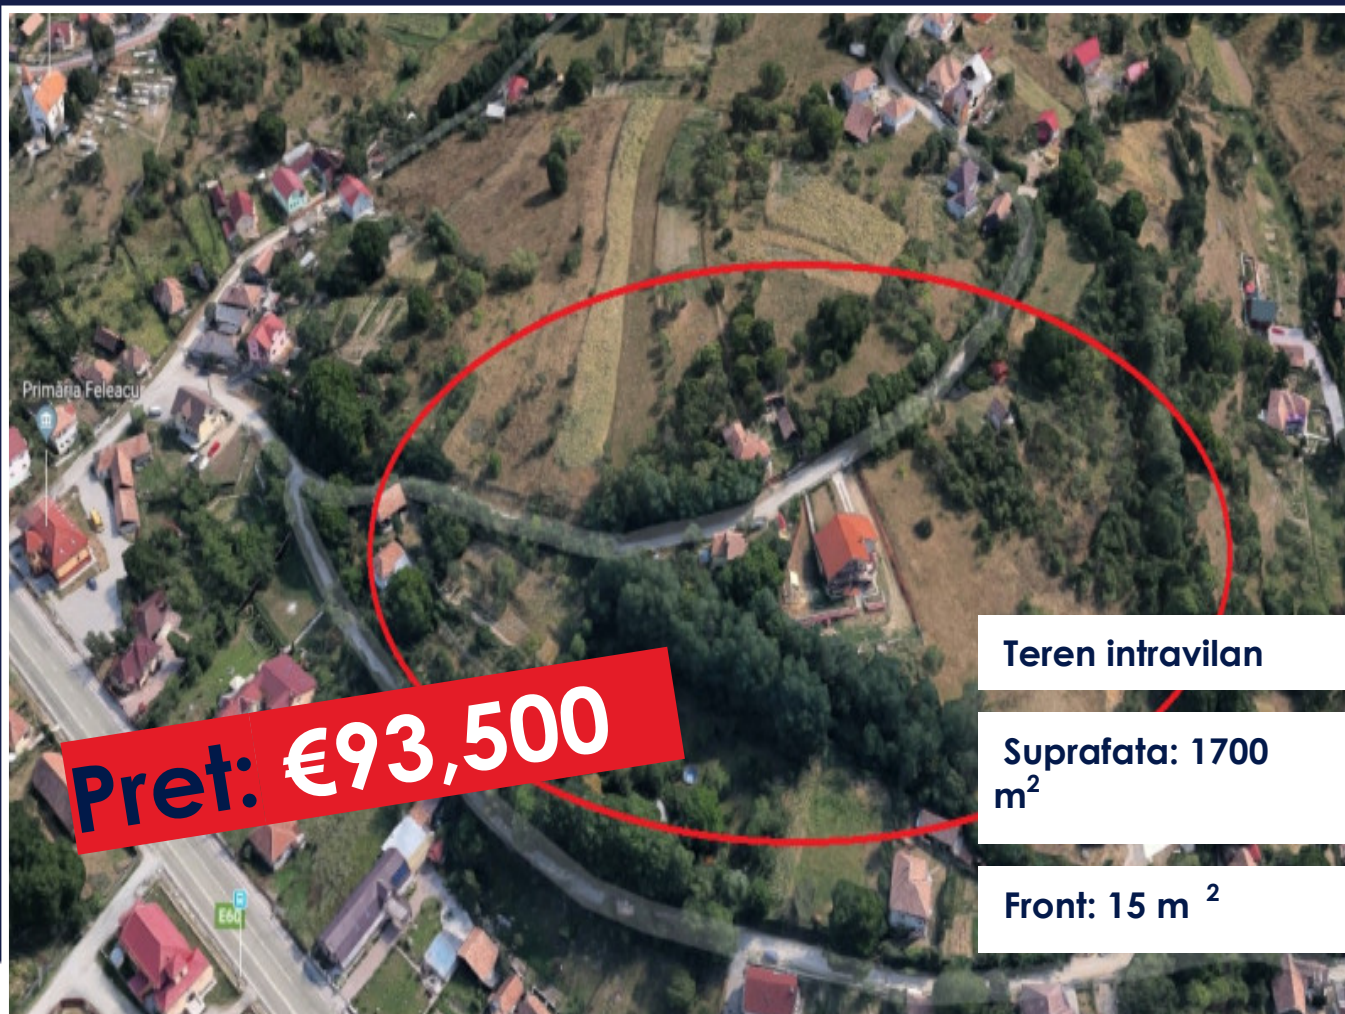 Primăria Feleacu
Pret: €93,500
Teren intravilan
Suprafata: 1700
m²
Front: 15 m ²
E60